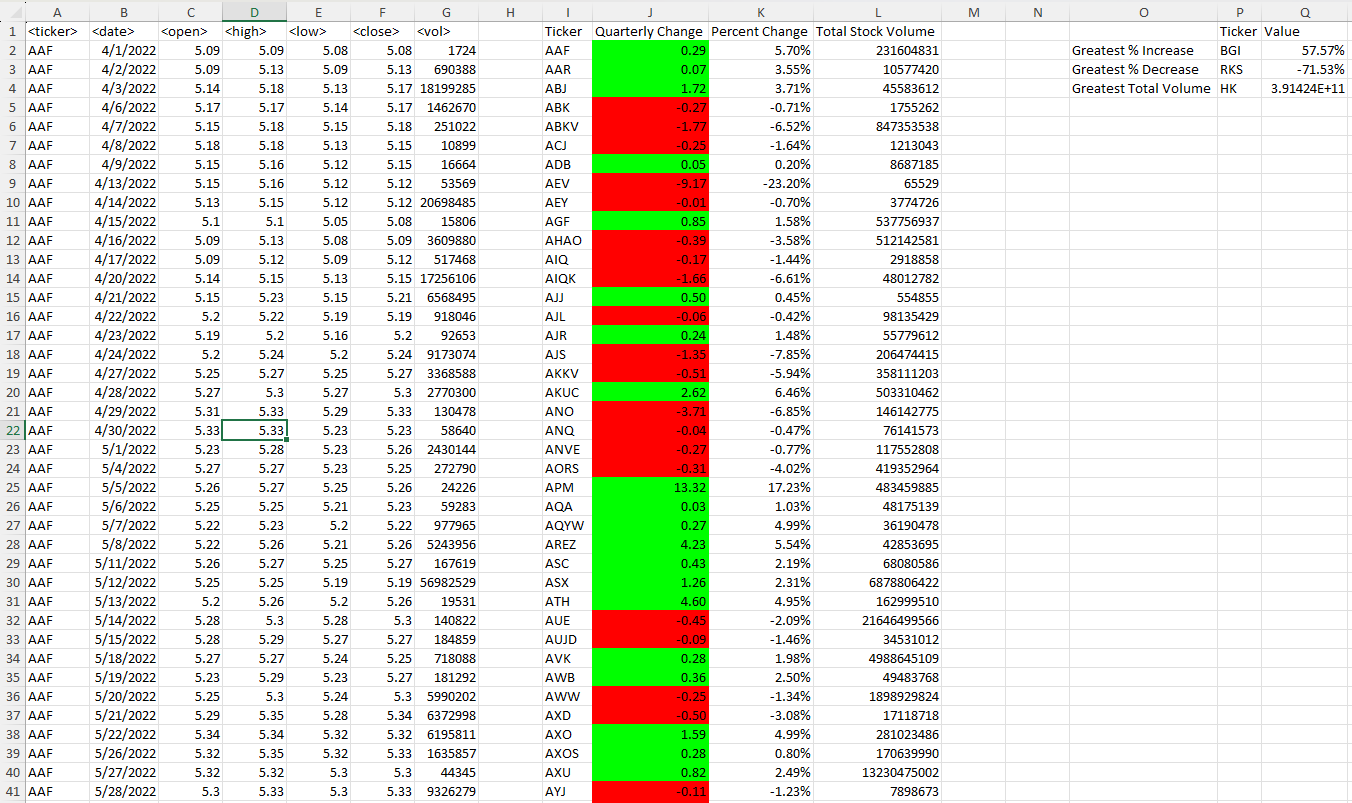 A B C D E F G H I J K L M N O P Q
1 <ticker> <date> <open> <high> <low> <close> <vol> Ticker Quarterly Change Percent Change Total Stock Volume Ticker Value
2 AAF 4/1/2022 5.09 5.09 5.08 5.08 1724 AAF 0.29 5.70% 231604831 Greatest % Increase BGI 57.57%
3 AAF 4/2/2022 5.09 5.13 5.09 5.13 690388 AAR 0.07 3.55% 10577420 Greatest % Decrease RKS -71.53%
4 AAF 4/3/2022 5.14 5.18 5.13 5.17 18199285 ABJ 1.72 3.71% 45583612 Greatest Total Volume HK 3.91424E+11
5 AAF 4/6/2022 5.17 5.17 5.14 5.17 1462670 ABK -0.27 -0.71% 1755262
6 AAF 4/7/2022 5.15 5.18 5.15 5.18 251022 ABKV -1.77 -6.52% 847353538
7 AAF 4/8/2022 5.18 5.18 5.13 5.15 10899 ACJ -0.25 -1.64% 1213043
8 AAF 4/9/2022 5.15 5.16 5.12 5.15 16664 ADB 0.05 0.20% 8687185
9 AAF 4/13/2022 5.15 5.16 5.12 5.12 53569 AEV -9.17 -23.20% 65529
10 AAF 4/14/2022 5.13 5.15 5.12 5.12 20698485 AEY -0.01 -0.70% 3774726
11 AAF 4/15/2022 5.1 5.1 5.05 5.08 15806 AGF 0.85 1.58% 537756937
12 AAF 4/16/2022 5.09 5.13 5.08 5.09 3609880 AHAO -0.39 -3.58% 512142581
13 AAF 4/17/2022 5.09 5.12 5.09 5.12 517468 AIQ -0.17 -1.44% 2918858
14 AAF 4/20/2022 5.14 5.15 5.13 5.15 17256106 AIQK -1.66 -6.61% 48012782
15 AAF 4/21/2022 5.15 5.23 5.15 5.21 6568495 AJJ 0.50 0.45% 554855
16 AAF 4/22/2022 5.2 5.22 5.19 5.19 918046 AJL -0.06 -0.42% 98135429
17 AAF 4/23/2022 5.19 5.2 5.16 5.2 92653 AJR 0.24 1.48% 55779612
18 AAF 4/24/2022 5.2 5.24 5.2 5.24 9173074 AJS -1.35 -7.85% 206474415
19 AAF 4/27/2022 5.25 5.27 5.25 5.27 3368588 AKKV -0.51 -5.94% 358111203
20 AAF 4/28/2022 5.27 5.3 5.27 5.3 2770300 AKUC 2.62 6.46% 503310462
21 AAF 4/29/2022 5.31 5.33 5.29 5.33 130478 ANO -3.71 -6.85% 146142775
22 AAF 4/30/2022 5.33 5.33 5.23 5.23 58640 ANQ -0.04 -0.47% 76141573
23 AAF 5/1/2022 5.23 5.28 5.23 5.26 2430144 ANVE -0.27 -0.77% 117552808
24 AAF 5/4/2022 5.27 5.27 5.23 5.25 272790 AORS -0.31 -4.02% 419352964
25 AAF 5/5/2022 5.26 5.27 5.25 5.26 24226 APM 13.32 17.23% 483459885
26 AAF 5/6/2022 5.25 5.25 5.21 5.23 59283 AQA 0.03 1.03% 48175139
27 AAF 5/7/2022 5.22 5.23 5.2 5.22 977965 AQYW 0.27 4.99% 36190478
28 AAF 5/8/2022 5.22 5.26 5.21 5.26 5243956 AREZ 4.23 5.54% 42853695
29 AAF 5/11/2022 5.26 5.27 5.25 5.27 167619 ASC 0.43 2.19% 68080586
30 AAF 5/12/2022 5.25 5.25 5.19 5.19 56982529 ASX 1.26 2.31% 6878806422
31 AAF 5/13/2022 5.2 5.26 5.2 5.26 19531 ATH 4.60 4.95% 162999510
32 AAF 5/14/2022 5.28 5.3 5.28 5.3 140822 AUE -0.45 -2.09% 21646499566
33 AAF 5/15/2022 5.28 5.29 5.27 5.27 184859 AUJD -0.09 -1.46% 34531012
34 AAF 5/18/2022 5.27 5.27 5.24 5.25 718088 AVK 0.28 1.98% 4988645109
35 AAF 5/19/2022 5.23 5.29 5.23 5.27 181292 AWB 0.36 2.50% 49483768
36 AAF 5/20/2022 5.25 5.3 5.24 5.3 5990202 AWW -0.25 -1.34% 1898929824
37 AAF 5/21/2022 5.29 5.35 5.28 5.34 6372998 AXD -0.50 -3.08% 17118718
38 AAF 5/22/2022 5.34 5.34 5.32 5.32 6195811 AXO 1.59 4.99% 281023486
39 AAF 5/26/2022 5.32 5.35 5.32 5.33 1635857 AXOS 0.28 0.80% 170639990
40 AAF 5/27/2022 5.32 5.32 5.3 5.3 44345 AXU 0.82 2.49% 13230475002
41 AAF 5/28/2022 5.3 5.33 5.3 5.33 9326279 AYJ -0.11 -1.23% 7898673